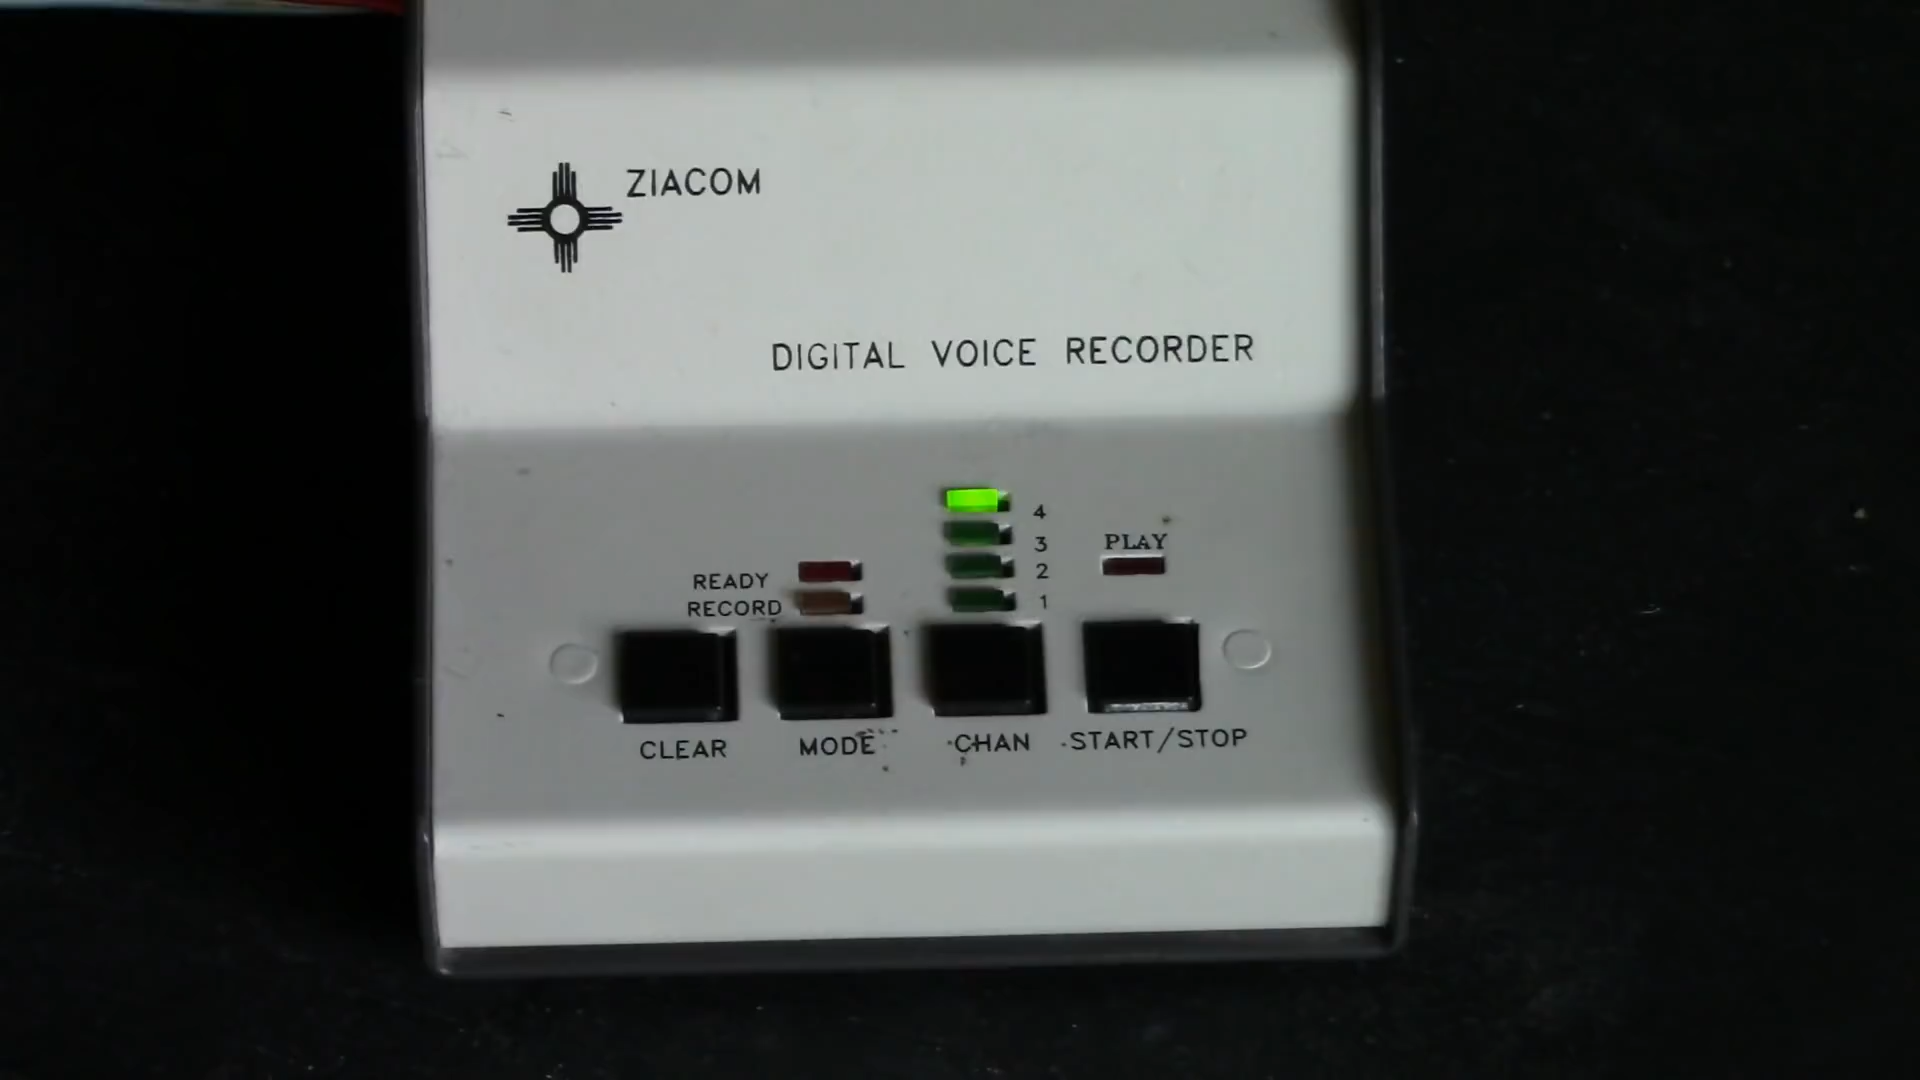 ZIACOM
DIGITAL VOICE RECORDER
4
3
PLAY
2
READY
1
RECORD
CLEAR MODE CHAN START/STOP